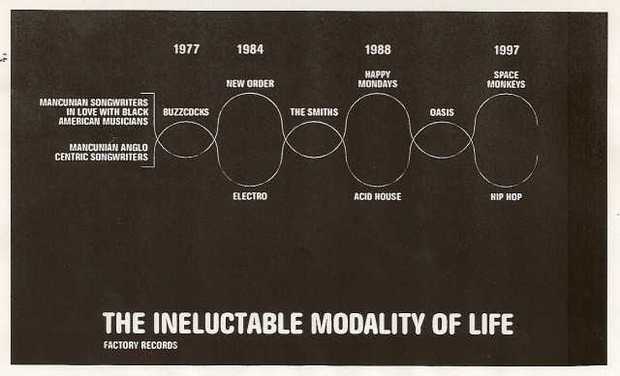 1977 1984 1988 1997
NEW ORDER
HAPPY
MONDAYS
SPACE
MONKEYS
MANCUNIAN SONGWRITERS
IN LOVE WITH BLACK
AMERICAN MUSICIANS
BUZZCOCKS
THE SMITHS
OASIS
MANCUNIAN ANGLO
CENTRIC SONGWRITERS
ELECTRO
ACID HOUSE
HIP HOP
THE INELUCTABLE MODALITY OF LIFE
FACTORY RECORDS